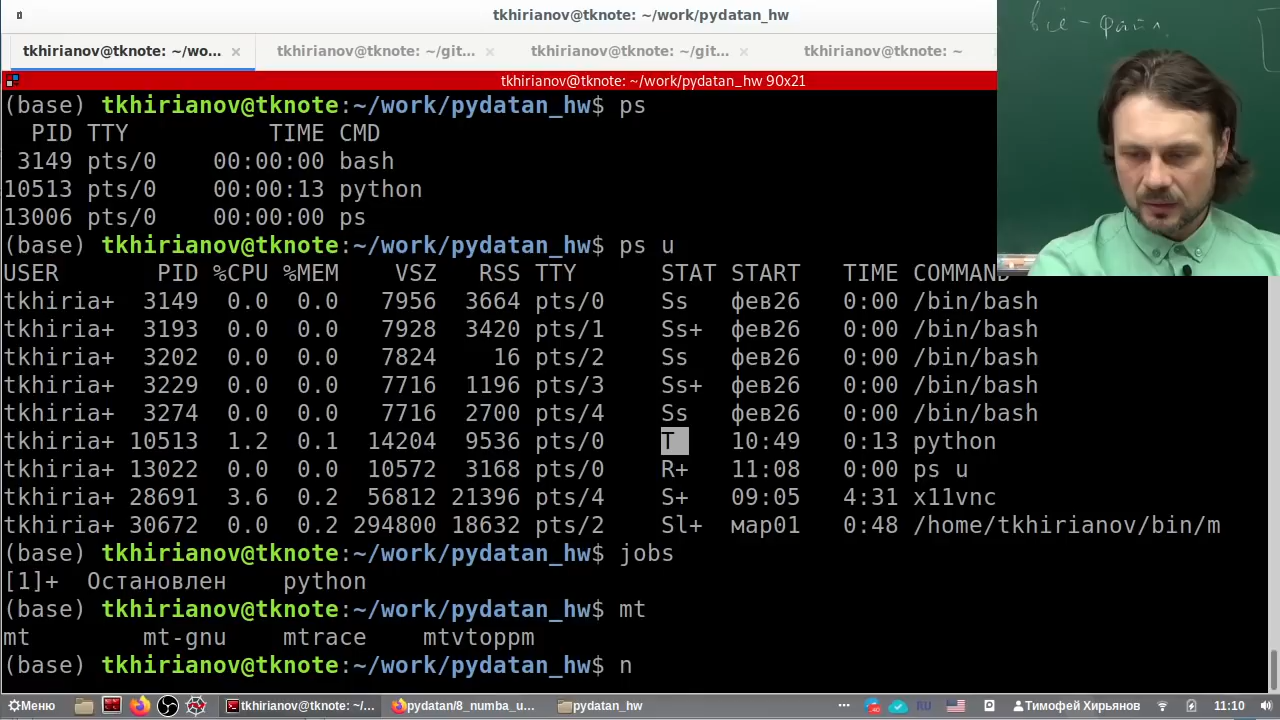 tkhirianov@tknote: ~/work/pydatan_hw
tkhirianov@tknote: ~/wo… × tkhirianov@tknote: ~/git… × tkhirianov@tknote: ~/git… × tkhirianov@tknote: ~
tkhirianov@tknote: ~/work/pydatan_hw 90x21
(base) tkhirianov@tknote:~/work/pydatan_hw$ ps
PID TTY TIME CMD
3149 pts/0 00:00:00 bash
10513 pts/0 00:00:13 python
13006 pts/0 00:00:00 ps
(base) tkhirianov@tknote:~/work/pydatan_hw$ ps u
USER PID %CPU %MEM VSZ RSS TTY STAT START TIME COMMAND
tkhiria+ 3149 0.0 0.0 7956 3664 pts/0 Ss фев26 0:00 /bin/bash
tkhiria+ 3193 0.0 0.0 7928 3420 pts/1 Ss+ фев26 0:00 /bin/bash
tkhiria+ 3202 0.0 0.0 7824 16 pts/2 Ss фев26 0:00 /bin/bash
tkhiria+ 3229 0.0 0.0 7716 1196 pts/3 Ss+ фев26 0:00 /bin/bash
tkhiria+ 3274 0.0 0.0 7716 2700 pts/4 Ss фев26 0:00 /bin/bash
tkhiria+ 10513 1.2 0.1 14204 9536 pts/0 T 10:49 0:13 python
tkhiria+ 13022 0.0 0.0 10572 3168 pts/0 R+ 11:08 0:00 ps u
tkhiria+ 28691 3.6 0.2 56812 21396 pts/4 S+ 09:05 4:31 x11vnc
tkhiria+ 30672 0.0 0.2 294800 18632 pts/2 Sl+ мар01 0:48 /home/tkhirianov/bin/m
(base) tkhirianov@tknote:~/work/pydatan_hw$ jobs
[1]+ Остановлен python
(base) tkhirianov@tknote:~/work/pydatan_hw$ mt
mt mt-gnu mtrace mtvtoppm
(base) tkhirianov@tknote:~/work/pydatan_hw$ n
Меню tkhirianov@tknote: ~/… pydatan/8_numba_u… pydatan_hw RU Тимофей Хирьянов 11:10
всё - файл